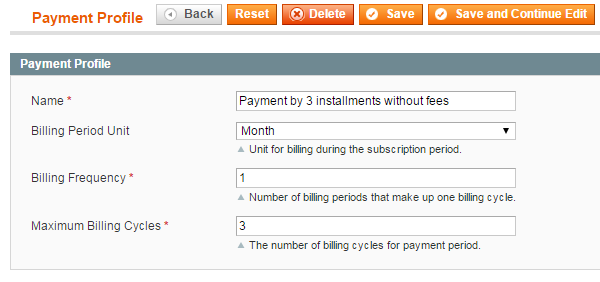 Payment Profile Back Reset Delete Save Save and Continue Edit
Payment Profile
Name * Payment by 3 installments without fees
Billing Period Unit Month
Unit for billing during the subscription period.
Billing Frequency * 1
Number of billing periods that make up one billing cycle.
Maximum Billing Cycles * 3
The number of billing cycles for payment period.